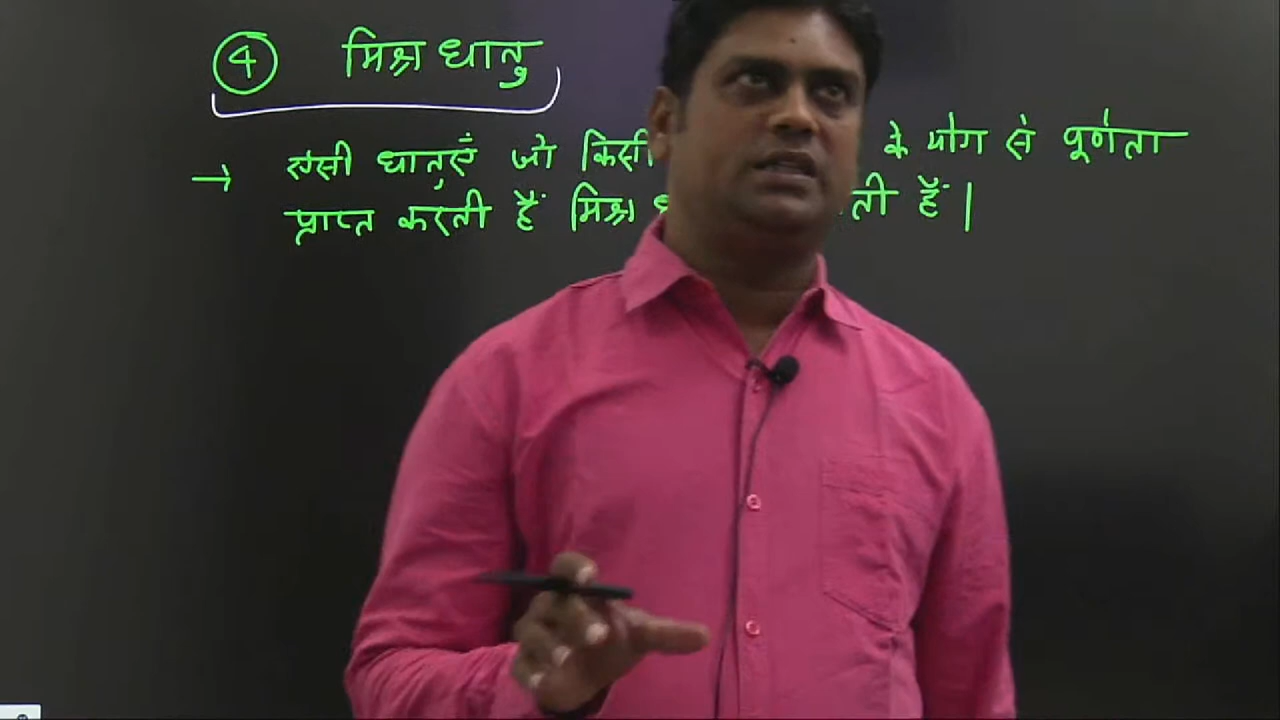 ④ मिश्र धातु
→ ऐसी धातुएँ जो किसी के योग से पूर्णता
प्राप्त करती हैं मिश्र ती हैं |